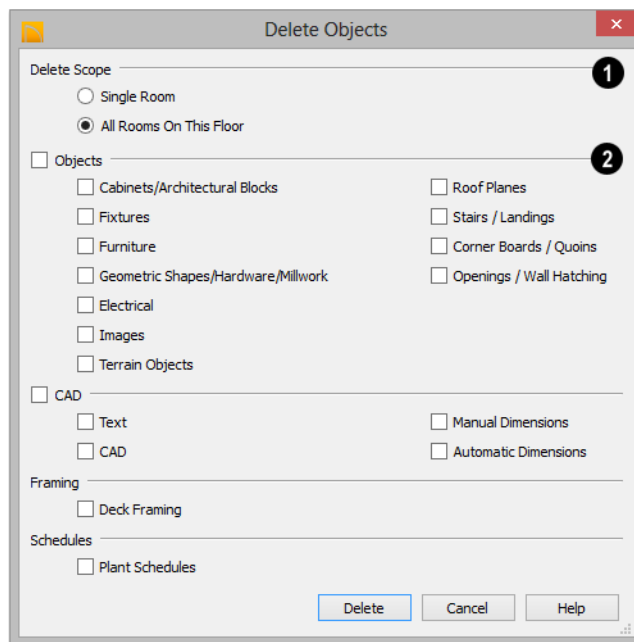 Delete Objects
Delete Scope
1
Single Room
All Rooms On This Floor
Objects
2
Cabinets/Architectural Blocks
Roof Planes
Fixtures
Stairs / Landings
Furniture
Corner Boards / Quoins
Geometric Shapes/Hardware/Millwork
Openings / Wall Hatching
Electrical
Images
Terrain Objects
CAD
Text
Manual Dimensions
CAD
Automatic Dimensions
Framing
Deck Framing
Schedules
Plant Schedules
Delete
Cancel
Help